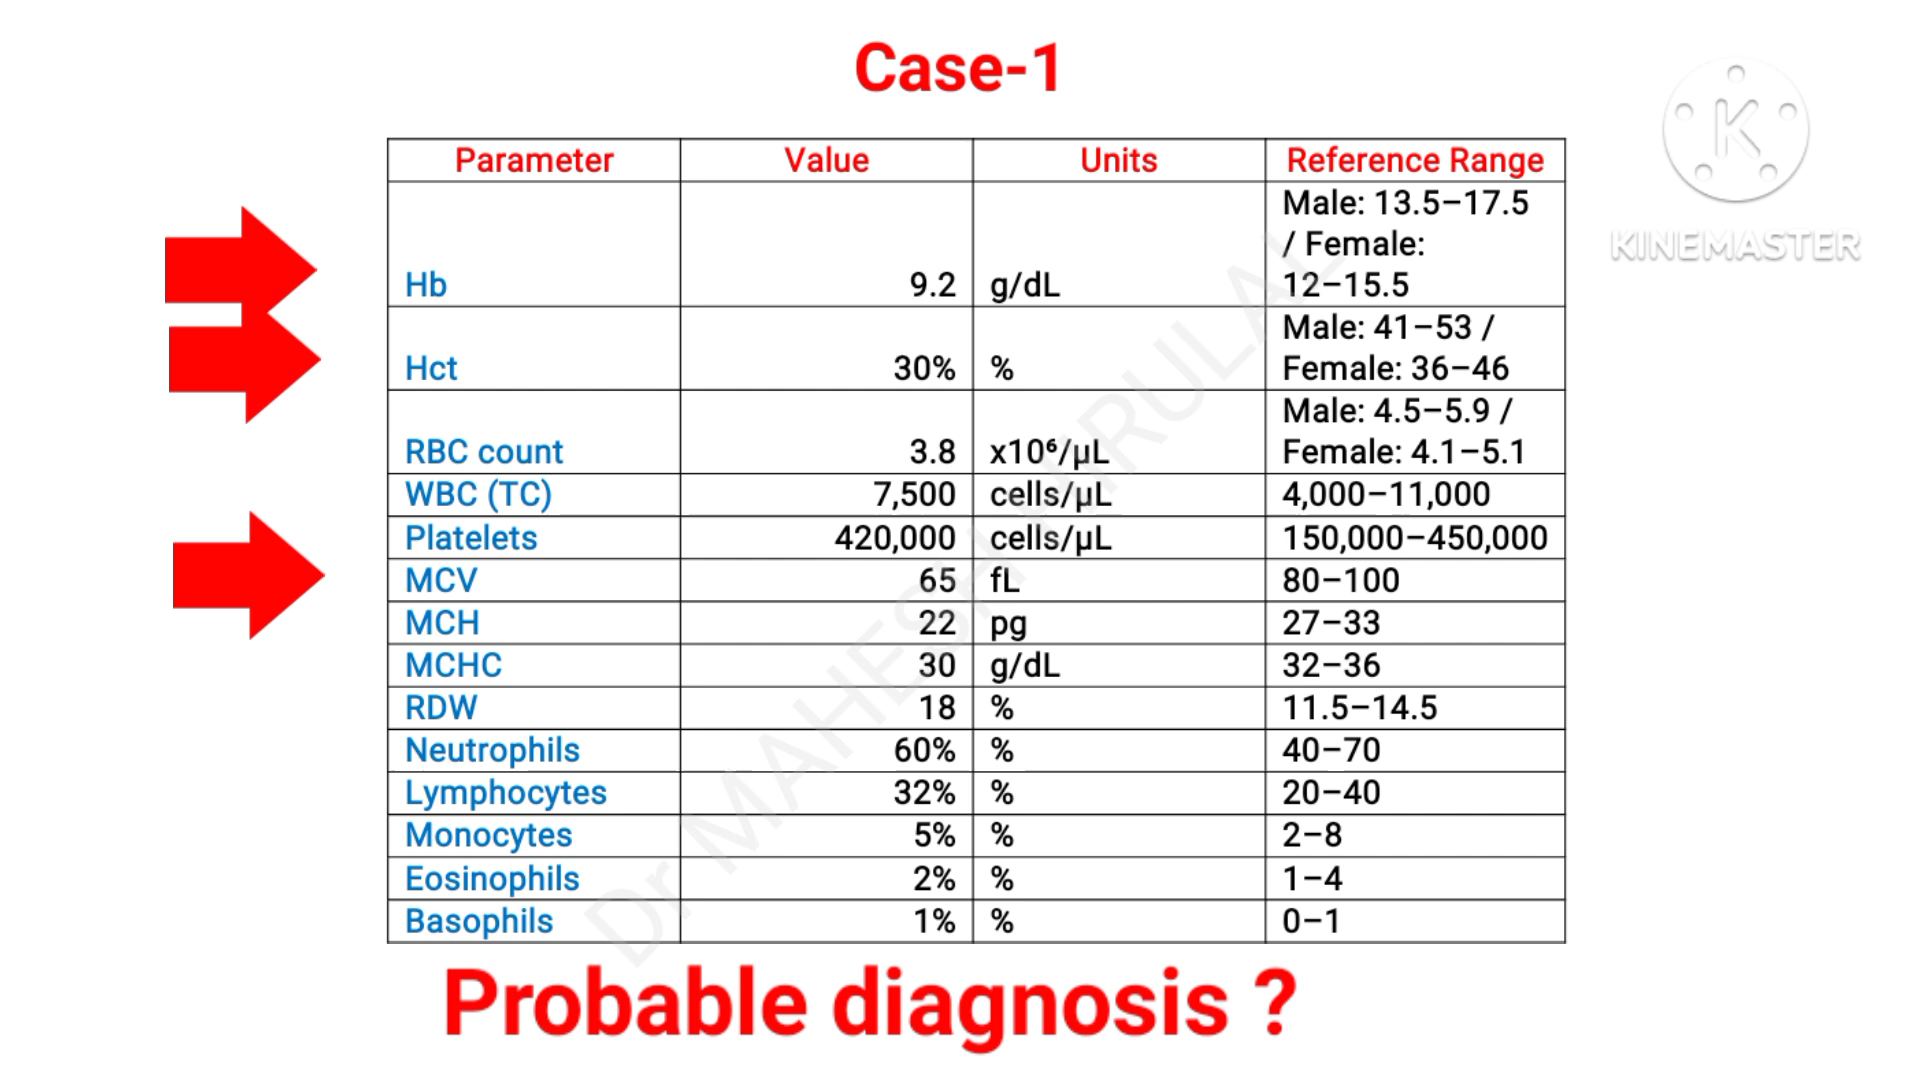 Case-1
K
KINEMASTER
Parameter Value Units Reference Range
Male: 13.5–17.5
/ Female:
Hb 9.2 g/dL 12–15.5
Male: 41–53 /
Hct 30% % Female: 36–46
Male: 4.5–5.9 /
RBC count 3.8 x10⁶/µL Female: 4.1–5.1
WBC (TC) 7,500 cells/µL 4,000–11,000
Platelets 420,000 cells/µL 150,000–450,000
MCV 65 fL 80–100
MCH 22 pg 27–33
MCHC 30 g/dL 32–36
RDW 18 % 11.5–14.5
Neutrophils 60% % 40–70
Lymphocytes 32% % 20–40
Monocytes 5% % 2–8
Eosinophils 2% % 1–4
Basophils 1% % 0–1
Dr MAHESH
Probable diagnosis ?